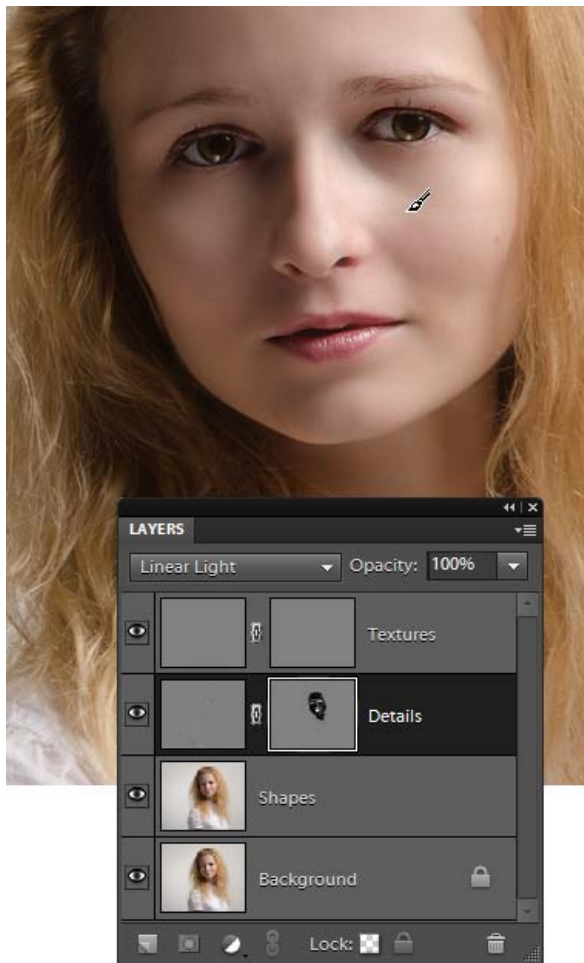 LAYERS
Linear Light Opacity: 100%
Textures
Details
Shapes
Background
Lock: